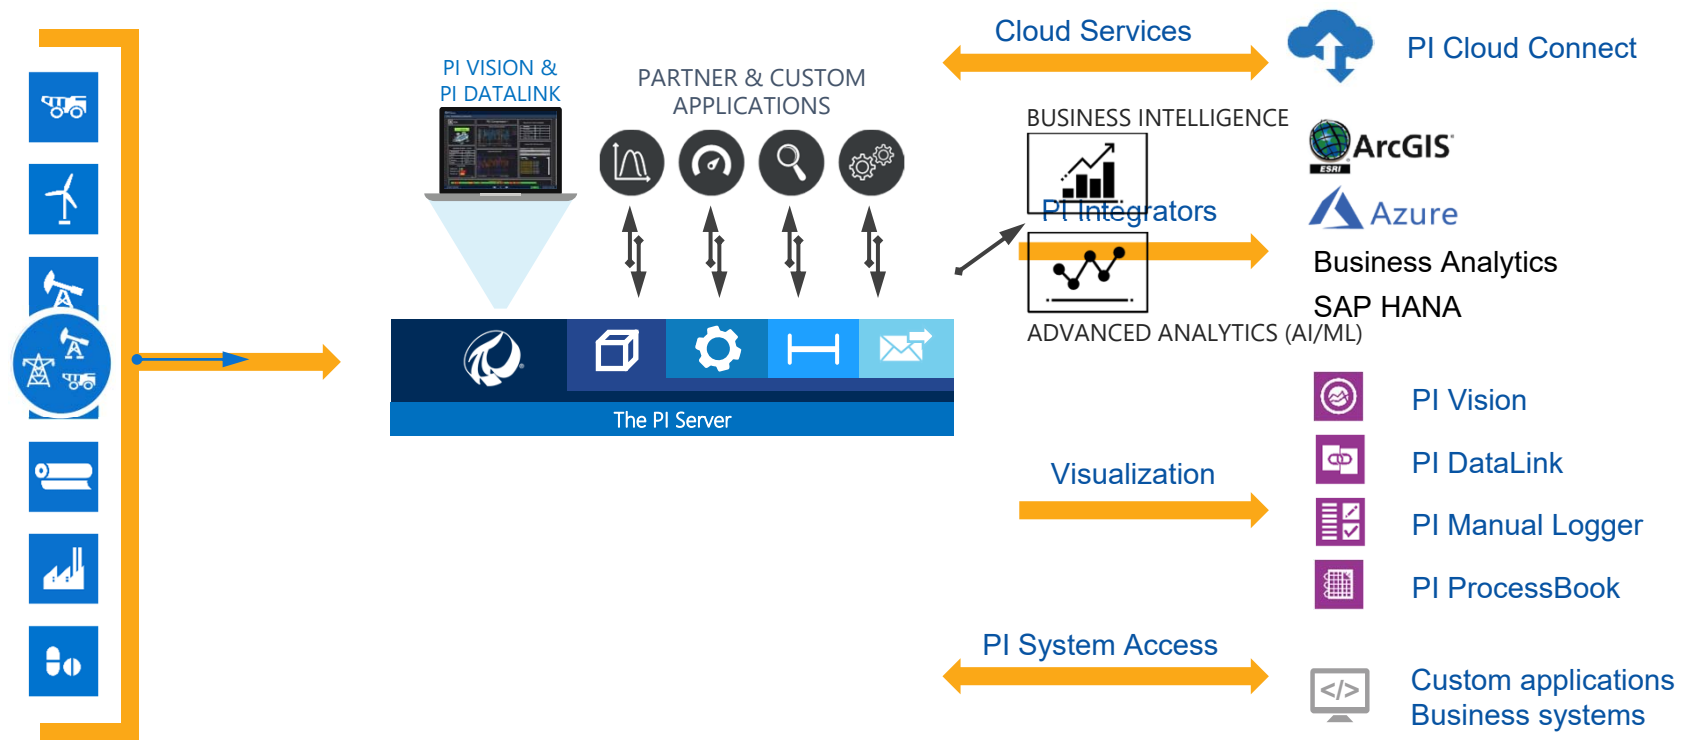 PI VISION &
PI DATALINK
PARTNER & CUSTOM
APPLICATIONS
The PI Server
Cloud Services
PI Cloud Connect
BUSINESS INTELLIGENCE
PI Integrators
ADVANCED ANALYTICS (AI/ML)
ArcGIS
ESRI
Azure
Business Analytics
SAP HANA
Visualization
PI Vision
PI DataLink
PI Manual Logger
PI ProcessBook
PI System Access
</>
Custom applications
Business systems